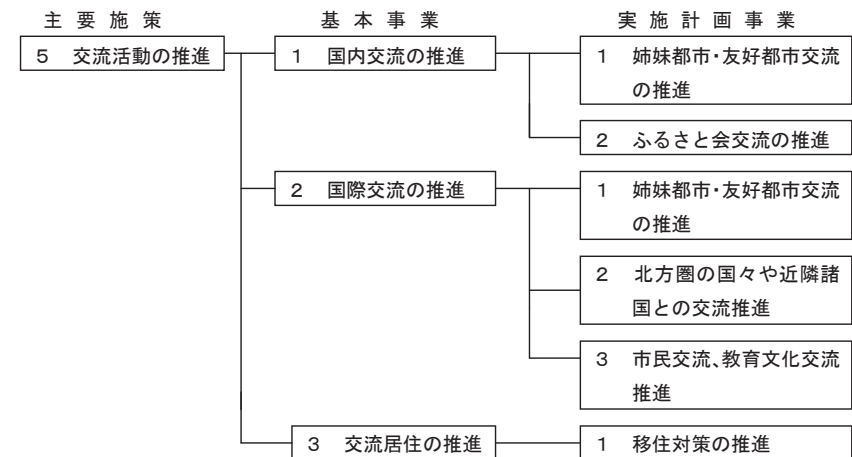 主要施策 基本事業 実施計画事業
5 交流活動の推進
1 国内交流の推進
1 姉妹都市・友好都市交流
の推進
2 ふるさと会交流の推進
2 国際交流の推進
1 姉妹都市・友好都市交流
の推進
2 北方圏の国々や近隣諸
国との交流推進
3 市民交流、教育文化交流
推進
3 交流居住の推進
1 移住対策の推進